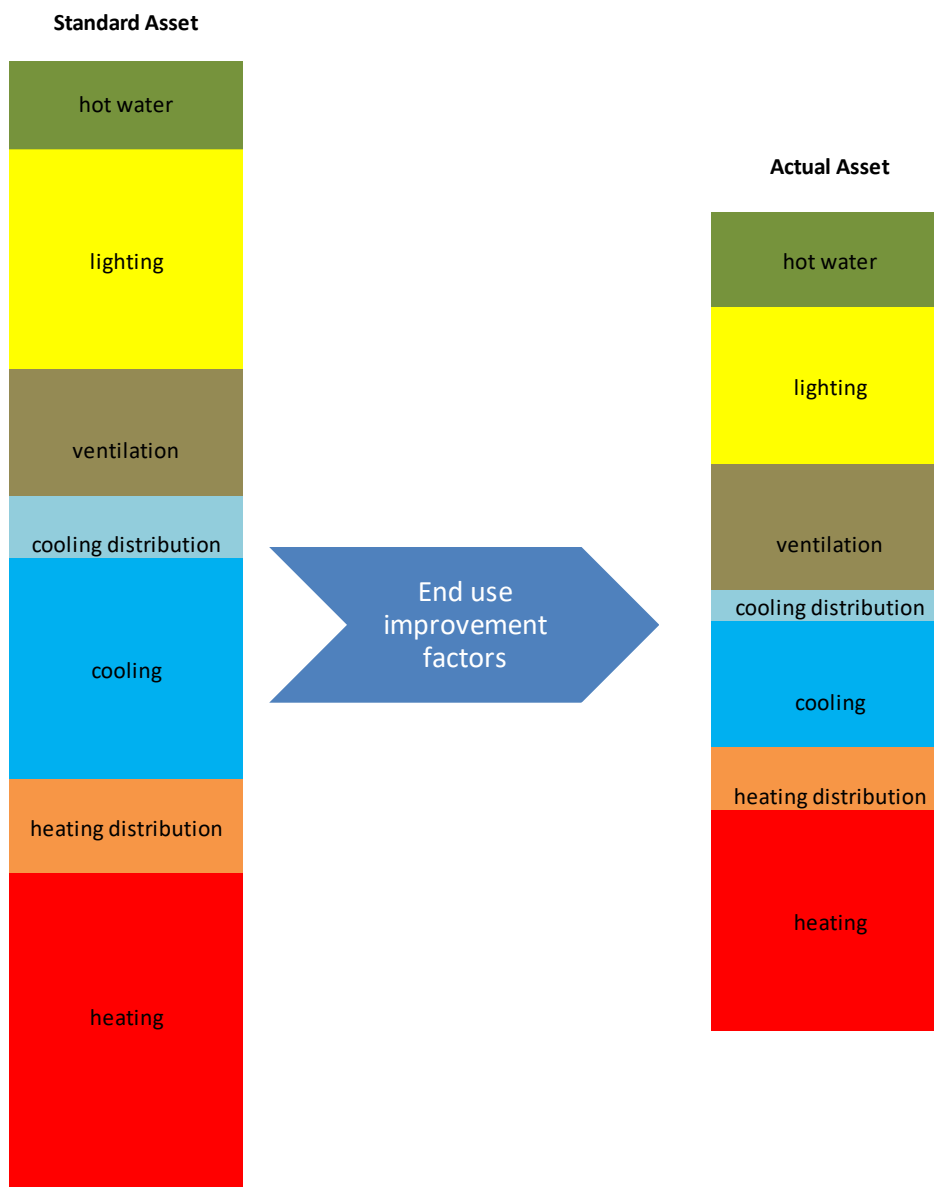 Standard Asset
hot water
lighting
ventilation
cooling distribution
cooling
heating distribution
heating
End use
improvement
factors
Actual Asset
hot water
lighting
ventilation
cooling distribution
cooling
heating distribution
heating